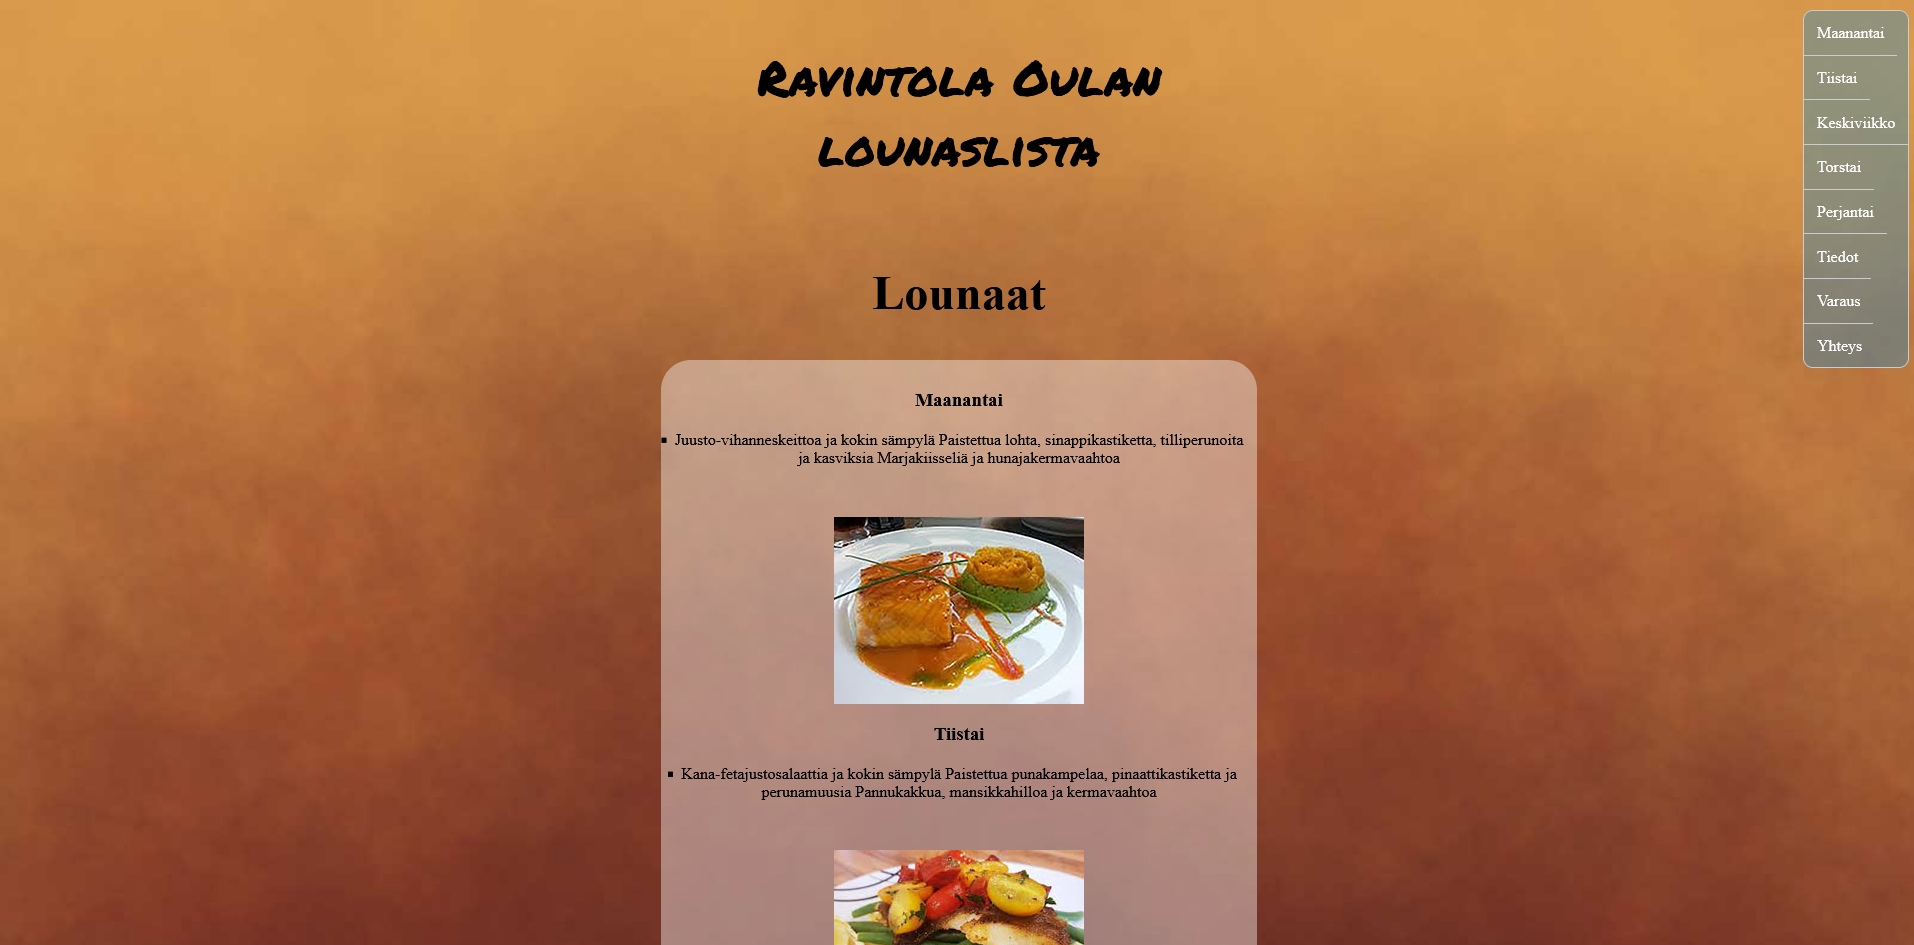 Ravintola Oulan
lounaslista
Maanantai
Tiistai
Keskiviikko
Torstai
Perjantai
Tiedot
Varaus
Yhteys
Lounaat
Maanantai
▪ Juusto-vihanneskeittoa ja kokin sämpylä Paistettua lohta, sinappikastiketta, tilliperunoita
ja kasviksia Marjakiisseliä ja hunajakermavaahtoa
Tiistai
▪ Kana-fetajustosalaattia ja kokin sämpylä Paistettua punakampelaa, pinaattikastiketta ja
perunamuusia Pannukakkua, mansikkahilloa ja kermavaahtoa